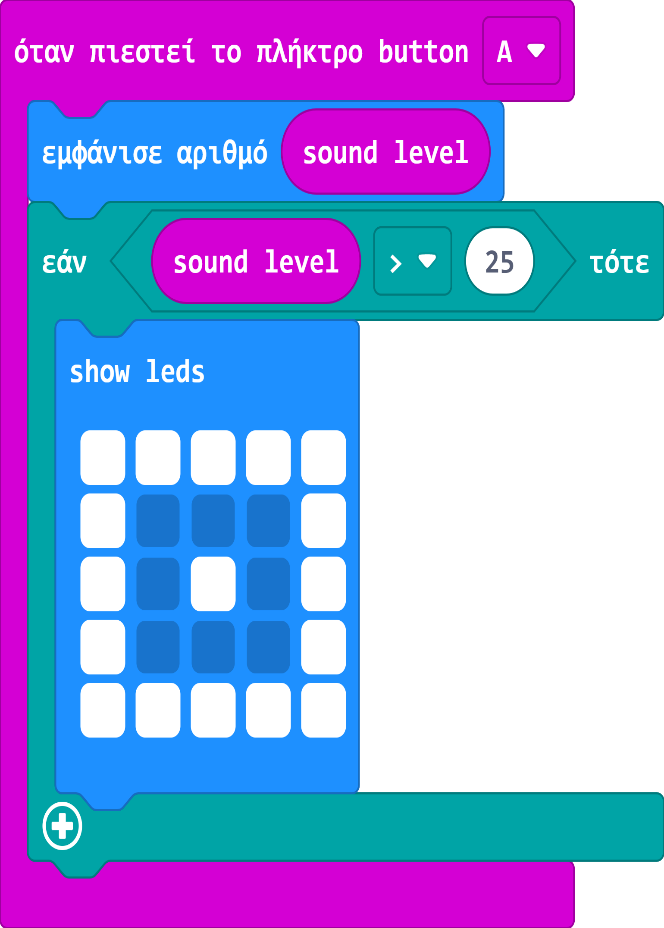 όταν πιεστεί το πλήκτρο button A
εμφάνισε αριθμό sound level
εάν sound level > 25 τότε
show leds